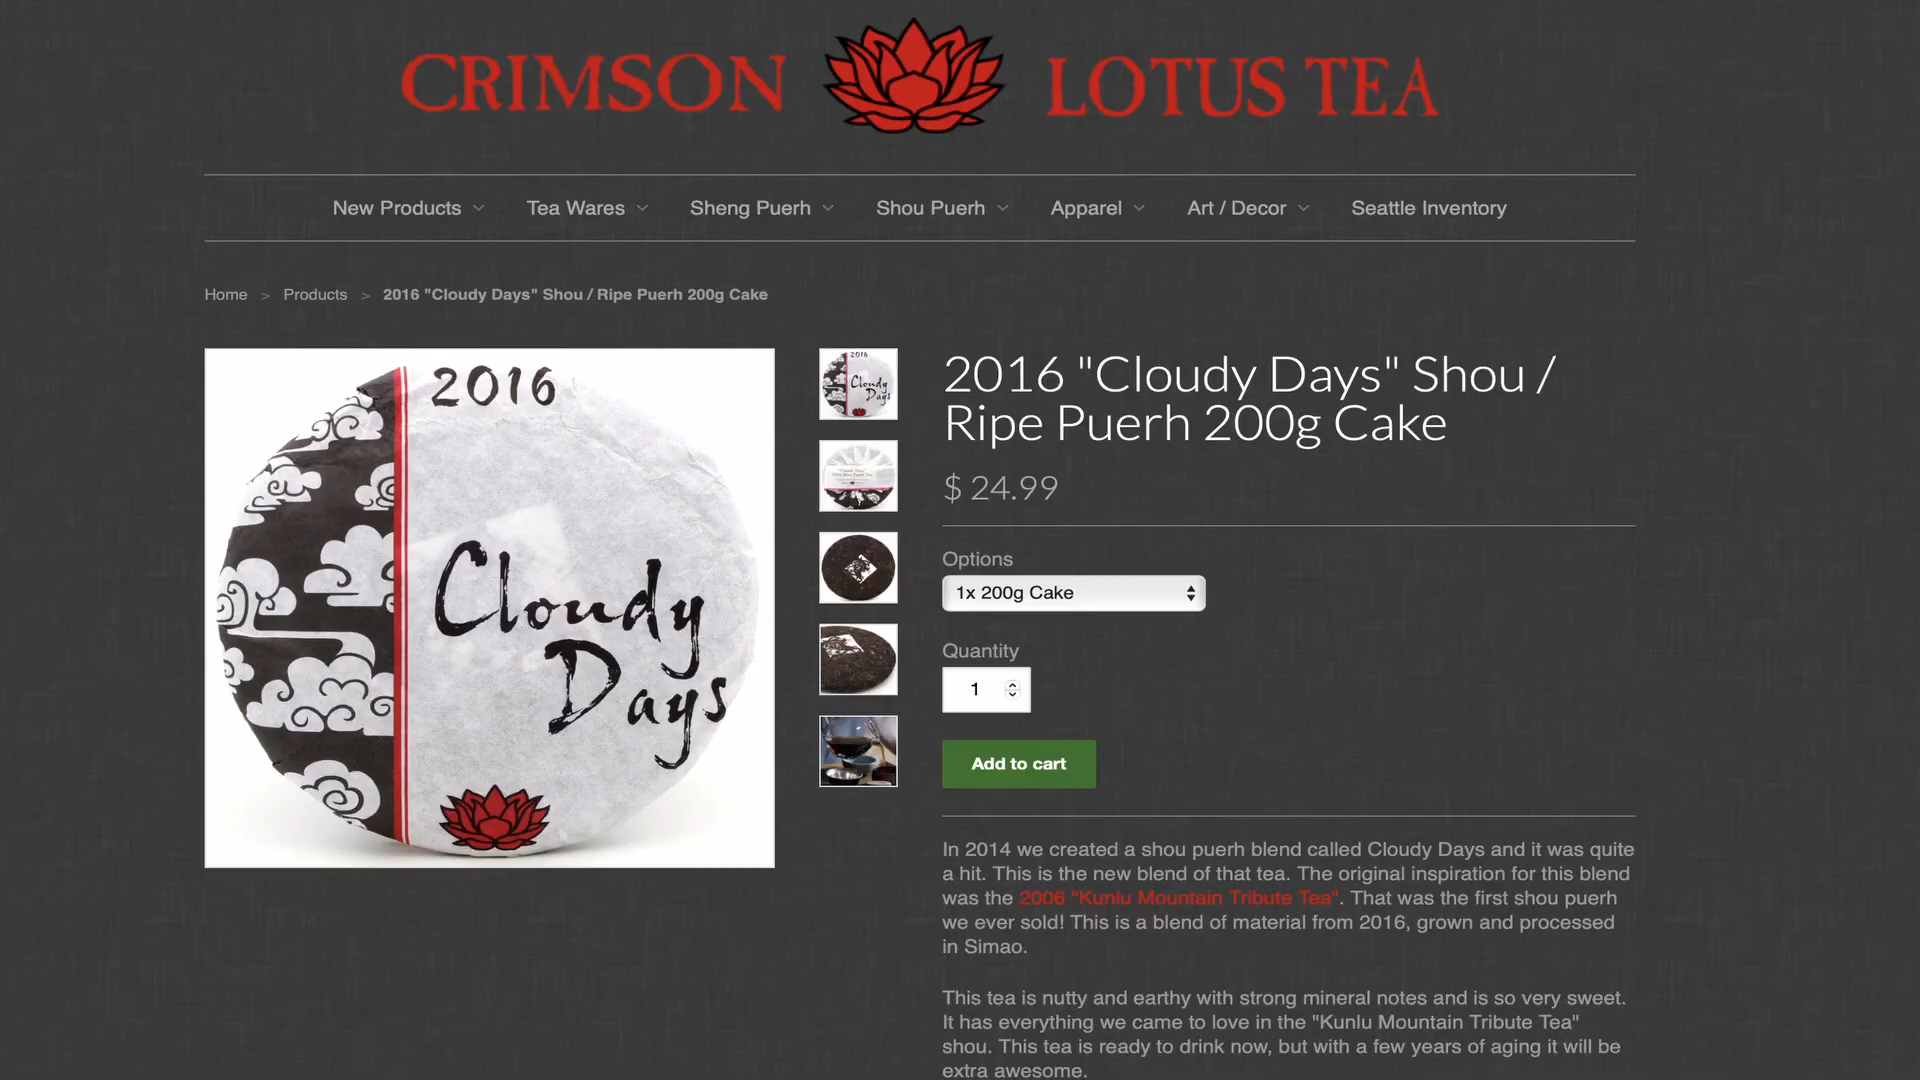 CRIMSON LOTUS TEA
New Products Tea Wares Sheng Puerh Shou Puerh Apparel Art / Decor Seattle Inventory
Home > Products > 2016 "Cloudy Days" Shou / Ripe Puerh 200g Cake
2016
Cloudy
Days
2016
Cloudy
Days
2016 "Cloudy Days" Shou /
Ripe Puerh 200g Cake
$ 24.99
Options
1x 200g Cake
Quantity
1
Add to cart
In 2014 we created a shou puerh blend called Cloudy Days and it was quite
a hit. This is the new blend of that tea. The original inspiration for this blend
was the 2006 "Kunlu Mountain Tribute Tea". That was the first shou puerh
we ever sold! This is a blend of material from 2016, grown and processed
in Simao.
This tea is nutty and earthy with strong mineral notes and is so very sweet.
It has everything we came to love in the "Kunlu Mountain Tribute Tea"
shou. This tea is ready to drink now, but with a few years of aging it will be
extra awesome.